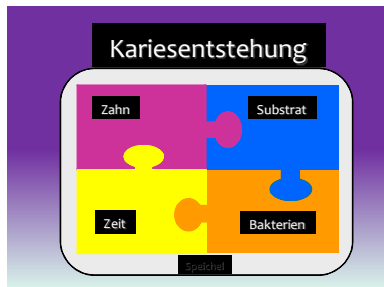 Kariesentstehung
Zahn
Substrat
Zeit
Bakterien
Speichel